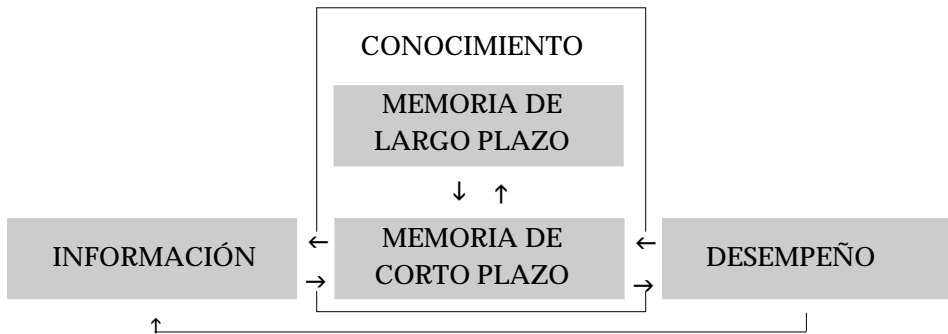 CONOCIMIENTO
MEMORIA DE
LARGO PLAZO
↓ ↑
INFORMACIÓN
← →
MEMORIA DE
CORTO PLAZO
← →
DESEMPEÑO
↑